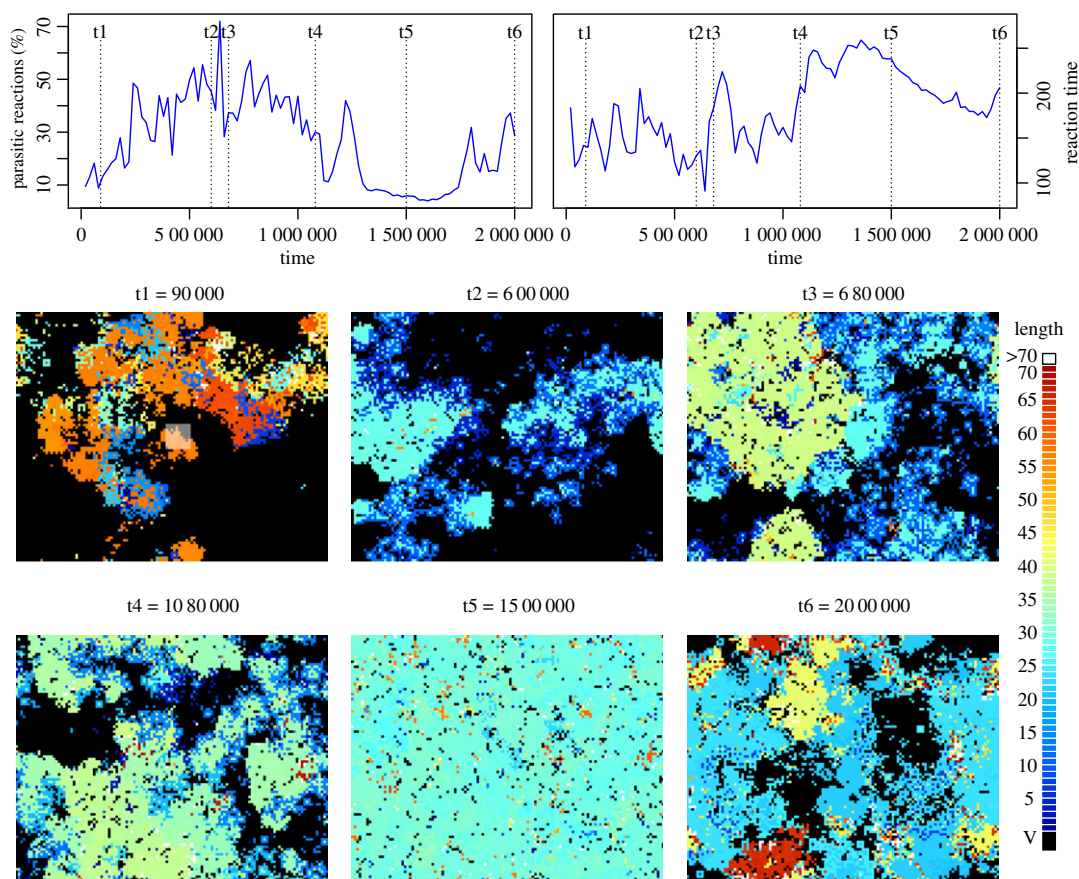 t1 t2 t3 t4 t5 t6
parasitic reactions (%)
70
50
30
10
0 5 00 000 1 000 000 1 500 000 2 000 000
time
t1 t2 t3 t4 t5 t6
200
100
reaction time
0 5 00 000 1 000 000 1 500 000 2 000 000
time
t1 = 90 000
t2 = 6 00 000
t3 = 6 80 000
t4 = 10 80 000
t5 = 15 00 000
t6 = 20 00 000
length
>70
70
65
60
55
50
45
40
35
30
25
20
15
10
5
V